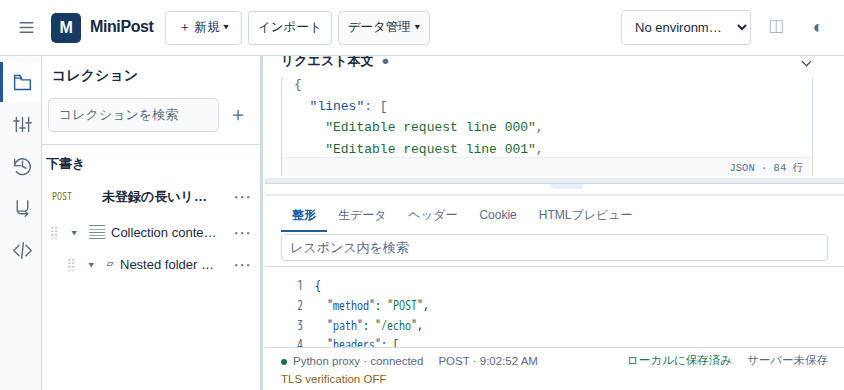 M MiniPost ＋ 新規 ▾ インポート データ管理 ▾ No environm…
コレクション
コレクションを検索 ＋
下書き
POST 未登録の長いリ… ···
Collection conte… ···
Nested folder … ···
リクエスト本文 ●
{
"lines": [
"Editable request line 000",
"Editable request line 001",
JSON · 84 行
整形 生データ ヘッダー Cookie HTMLプレビュー
レスポンス内を検索
1 {
2 "method": "POST",
3 "path": "/echo",
4 "headers": [
Python proxy · connected POST · 9:02:52 AM ローカルに保存済み サーバー未保存
TLS verification OFF